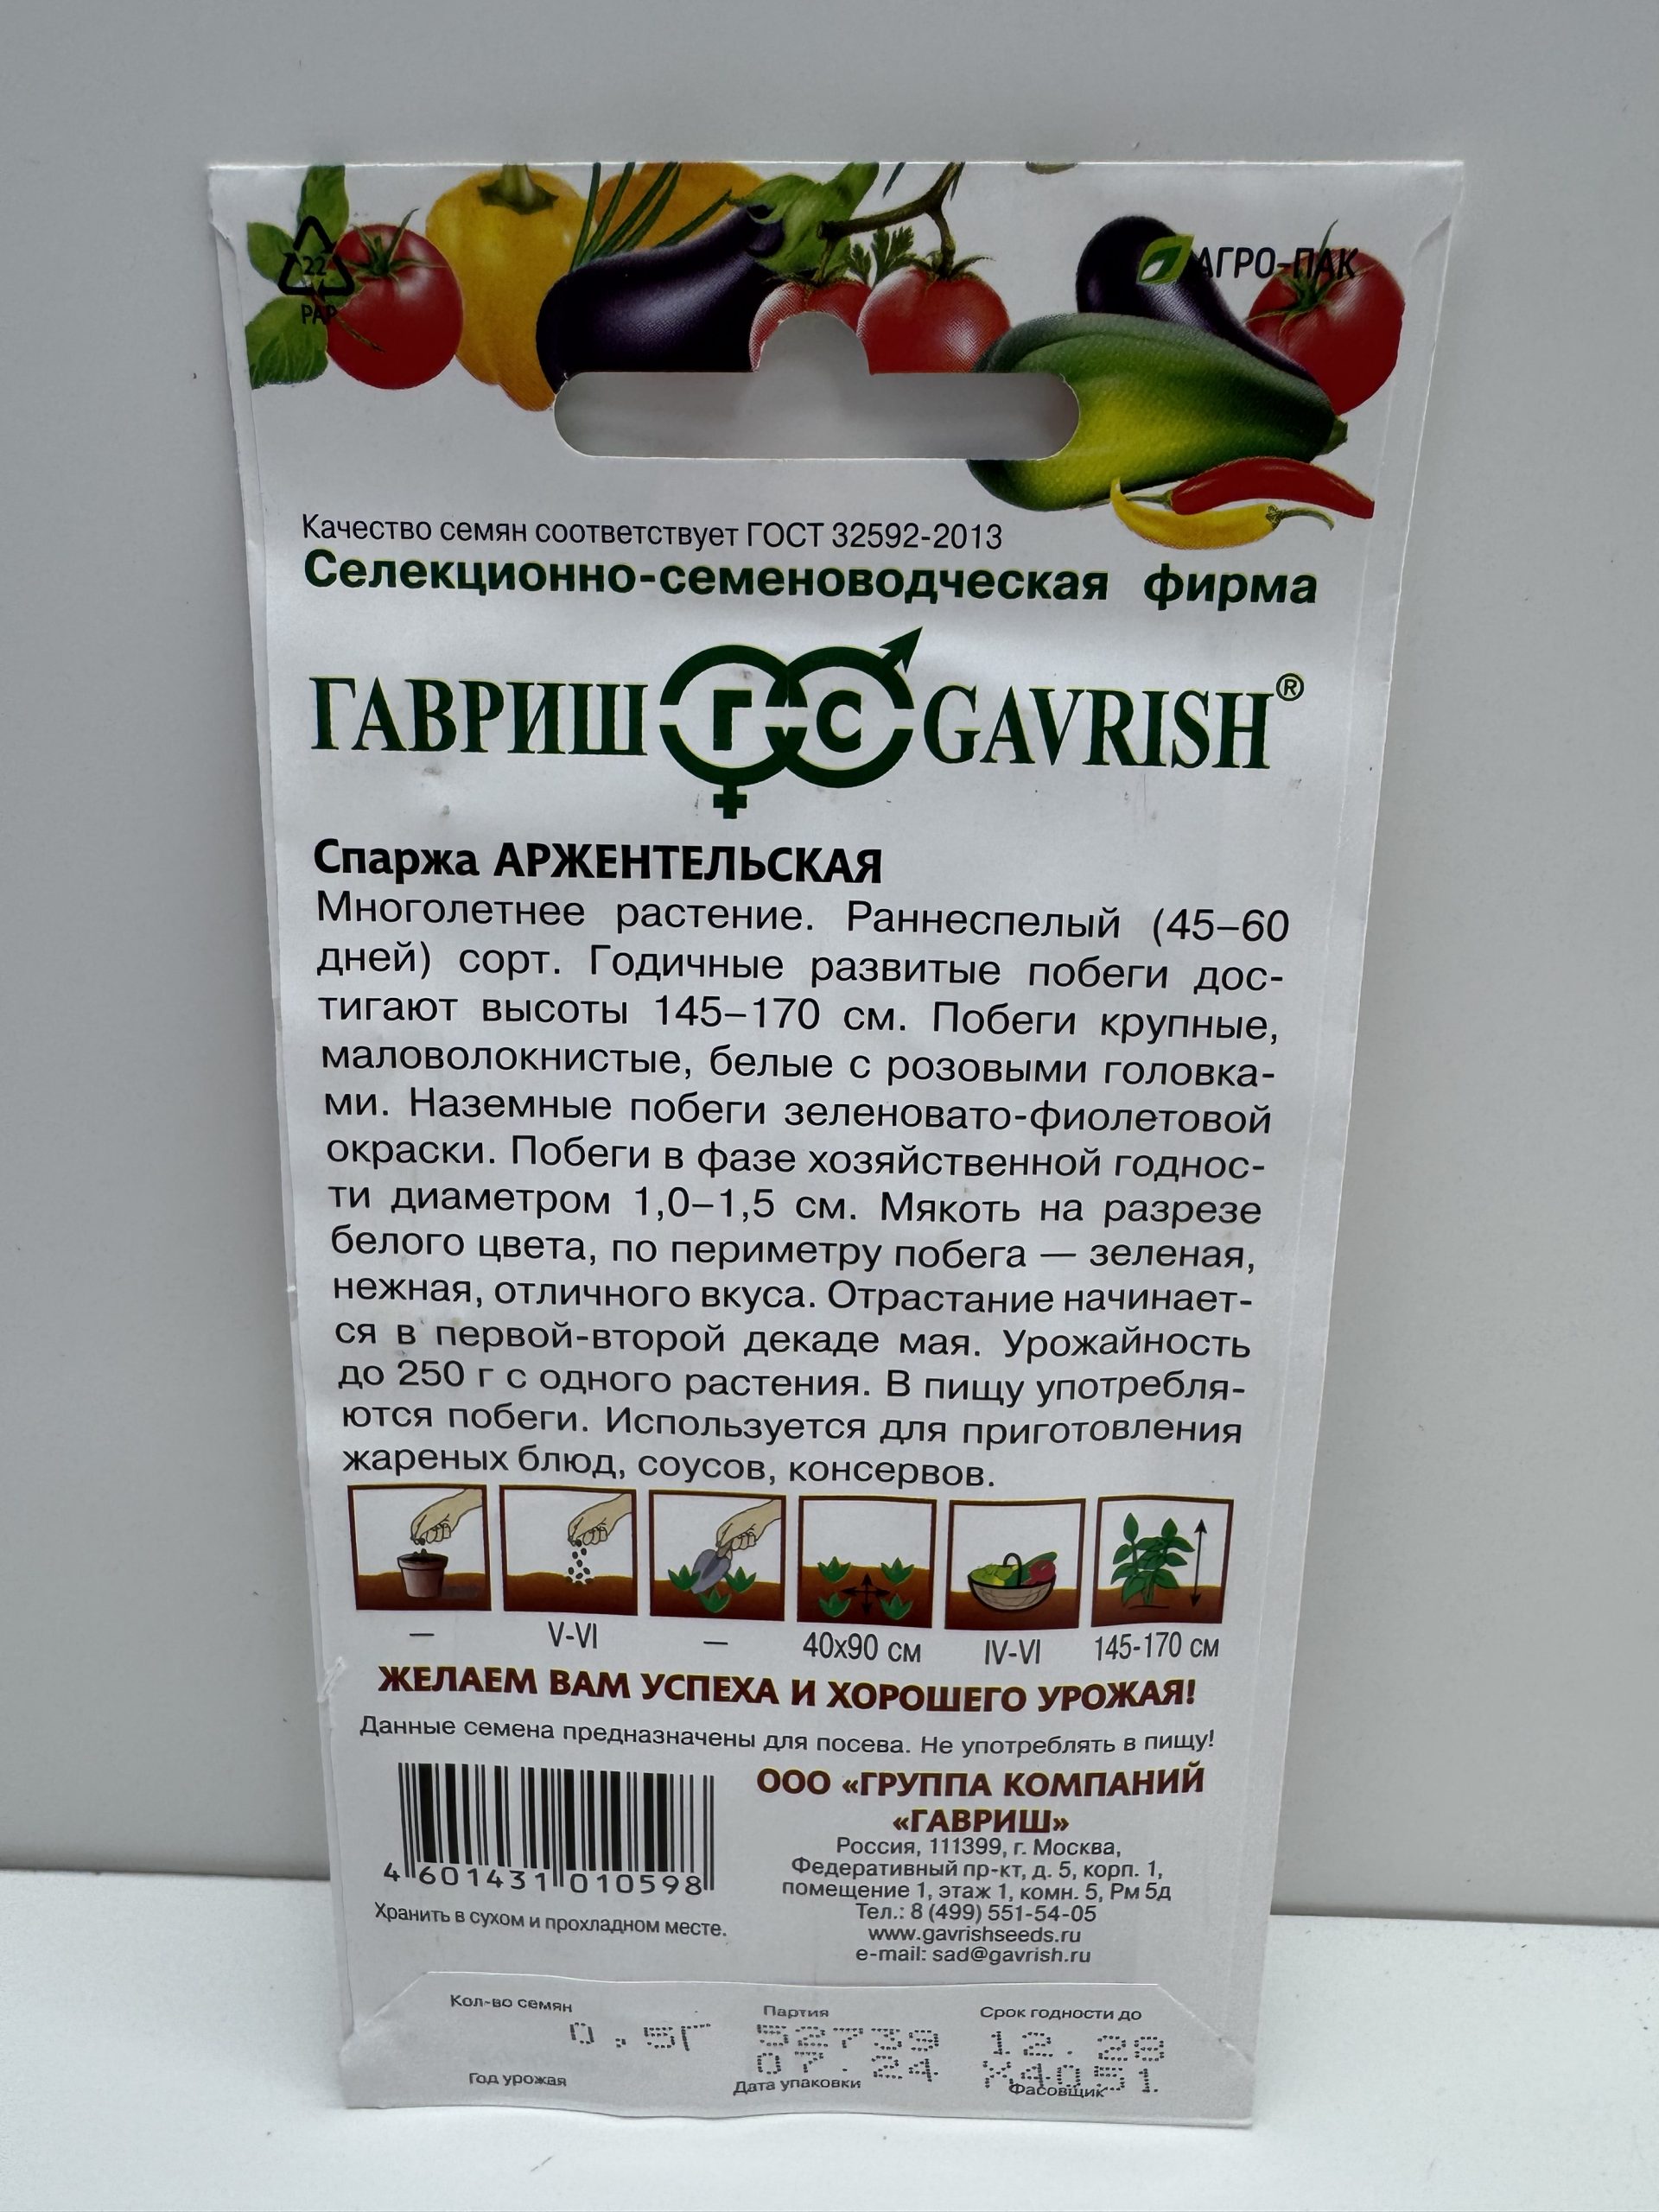 22
PAP
АГРО-ПАК
Качество семян соответствует ГОСТ 32592-2013
Селекционно-семеноводческая фирма
ГАВРИШ ГС GAVRISH®
Спаржа АРЖЕНТЕЛЬСКАЯ
Многолетнее растение. Раннеспелый (45–60
дней) сорт. Годичные развитые побеги дос-
тигают высоты 145–170 см. Побеги крупные,
маловолокнистые, белые с розовыми головка-
ми. Наземные побеги зеленовато-фиолетовой
окраски. Побеги в фазе хозяйственной годнос-
ти диаметром 1,0–1,5 см. Мякоть на разрезе
белого цвета, по периметру побега — зеленая,
нежная, отличного вкуса. Отрастание начинает-
ся в первой-второй декаде мая. Урожайность
до 250 г с одного растения. В пищу употребля-
ются побеги. Используется для приготовления
жареных блюд, соусов, консервов.
— V-VI — 40x90 см IV-VI 145-170 см
ЖЕЛАЕМ ВАМ УСПЕХА И ХОРОШЕГО УРОЖАЯ!
Данные семена предназначены для посева. Не употреблять в пищу!
4 601431 010598
Хранить в сухом и прохладном месте.
ООО «ГРУППА КОМПАНИЙ
«ГАВРИШ»
Россия, 111399, г. Москва,
Федеративный пр-кт, д. 5, корп. 1,
помещение 1, этаж 1, комн. 5, Рм 5д
Тел.: 8 (499) 551-54-05
www.gavrishseeds.ru
e-mail: sad@gavrish.ru
Кол-во семян Партия Срок годности до
0.5Г 52739 12.28
07.24 X4051
Год урожая Дата упаковки Фасовщик